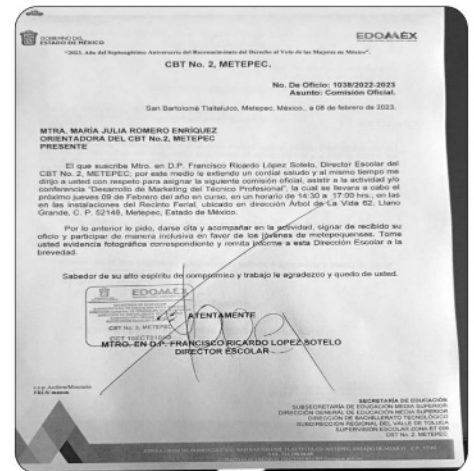 GOBIERNO DEL
ESTADO DE MÉXICO
EDOMÉX
"2023. Año del Septuagésimo Aniversario del Reconocimiento del Derecho al Voto de las Mujeres en México".
CBT No. 2, METEPEC.
No. De Oficio: 1038/2022-2023
Asunto: Comisión Oficial.
San Bartolomé Tlaltelulco, Metepec, México., a 08 de febrero de 2023.
MTRA. MARÍA JULIA ROMERO ENRÍQUEZ
ORIENTADORA DEL CBT No.2, METEPEC
PRESENTE
El que suscribe Mtro. en D.P. Francisco Ricardo López Sotelo, Director Escolar del
CBT No. 2, METEPEC; por este medio le extiendo un cordial saludo y al mismo tiempo me
dirijo a usted con respeto para asignar la siguiente comisión oficial, asistir a la actividad y/o
conferencia "Desarrollo de Marketing del Técnico Profesional", la cual se llevara a cabo el
próximo jueves 09 de Febrero del año en curso, en un horario de 14:30 a 17:00 hrs., en las
en las instalaciones del Recinto Ferial, ubicado en dirección Árbol de La Vida 62, Llano
Grande, C. P. 52148, Metepec, Estado de México.
Por lo anterior le pido, darse cita y acompañar en la actividad, signar de recibido su
oficio y participar de manera inclusiva en favor de los jóvenes de metepequenses. Tome
usted evidencia fotográfica correspondiente y remita informe a esta Dirección Escolar a la
brevedad.
Sabedor de su alto espíritu de compromiso y trabajo le agradezco y quedo de usted.
EDOMÉX
CBT No. 2, METEPEC
ATENTAMENTE
MTRO. EN D.P. FRANCISCO RICARDO LOPEZ SOTELO
DIRECTOR ESCOLAR
SECRETARÍA DE EDUCACIÓN
SUBSECRETARÍA DE EDUCACIÓN MEDIA SUPERIOR
DIRECCIÓN GENERAL DE EDUCACIÓN MEDIA SUPERIOR
DIRECCIÓN DE BACHILLERATO TECNOLÓGICO
SUBDIRECCIÓN REGIONAL DEL VALLE DE TOLUCA
SUPERVISIÓN ESCOLAR ZONA BT 009
CBT No. 2 METEPEC